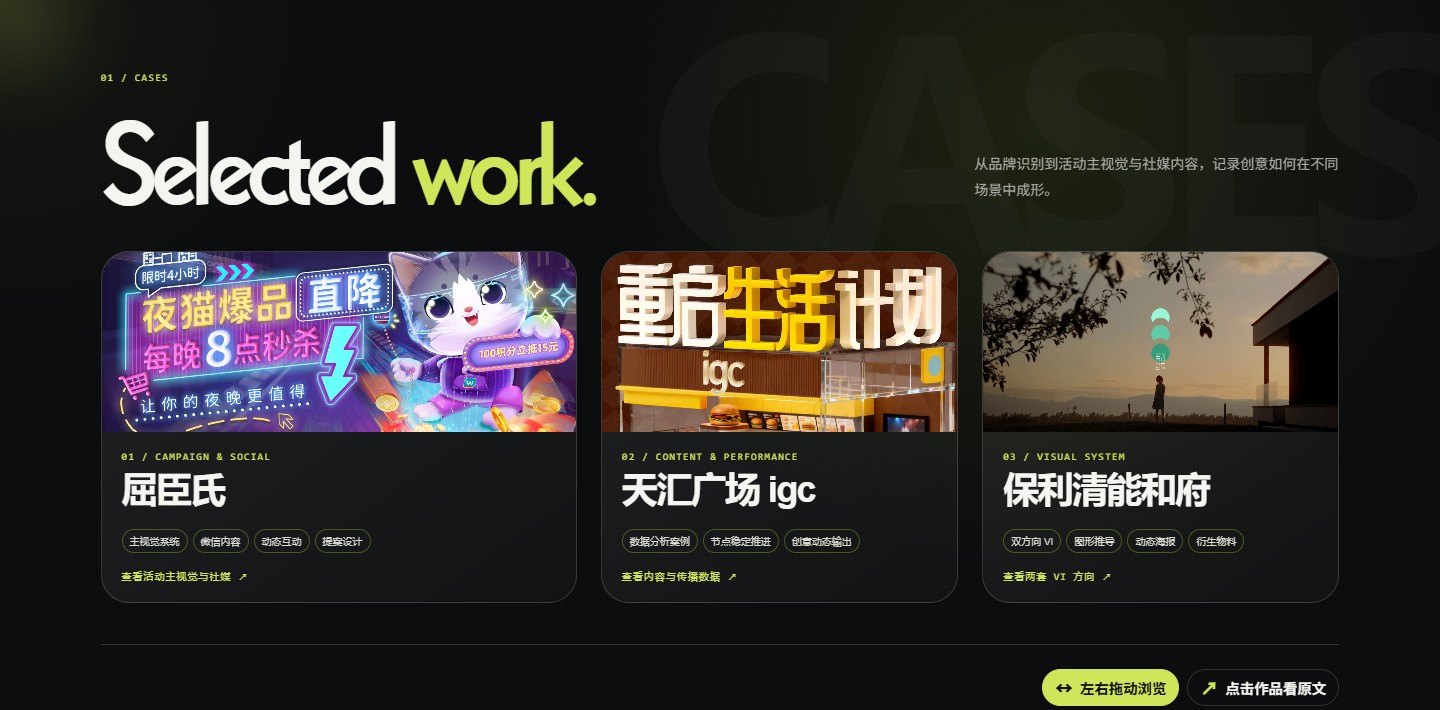 01 / CASES
CASES
Selected work.
从品牌识别到活动主视觉与社媒内容，记录创意如何在不同
场景中成形。
限时4小时
夜猫爆品 直降
每晚8点秒杀
100积分立抵15元
让你的夜晚更值得
01 / CAMPAIGN & SOCIAL
屈臣氏
主视觉系统 微信内容 动态互动 提案设计
查看活动主视觉与社媒 ↗
重启生活计划
igc
02 / CONTENT & PERFORMANCE
天汇广场 igc
数据分析案例 节点稳定推进 创意动态输出
查看内容与传播数据 ↗
03 / VISUAL SYSTEM
保利清能和府
双方向 VI 图形推导 动态海报 衍生物料
查看两套 VI 方向 ↗
↔ 左右拖动浏览 ↗ 点击作品看原文